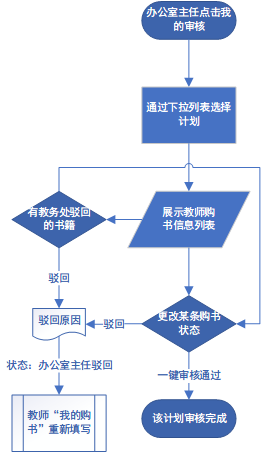 办公室主任点击我
的审核
通过下拉列表选择
计划
有教务处驳回
的书籍
展示教师购
书信息列表
驳回
驳回原因
驳回
更改某条购书
状态
状态：办公室主任驳回
一键审核通过
教师“我的购
书”重新填写
该计划审核完成